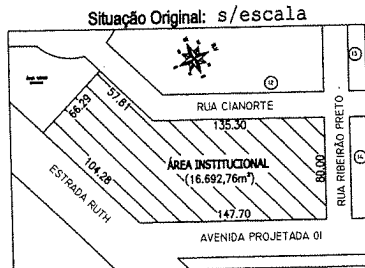 Situação Original: s/escala
13
12
RUA CIANORTE
57.81
66.29
135.30
RUA RIBEIRÃO PRETO
ÁREA INSTITUCIONAL
(16.692,76m²)
80.00
104.28
ESTRADA RUTH
147.70
AVENIDA PROJETADA 01